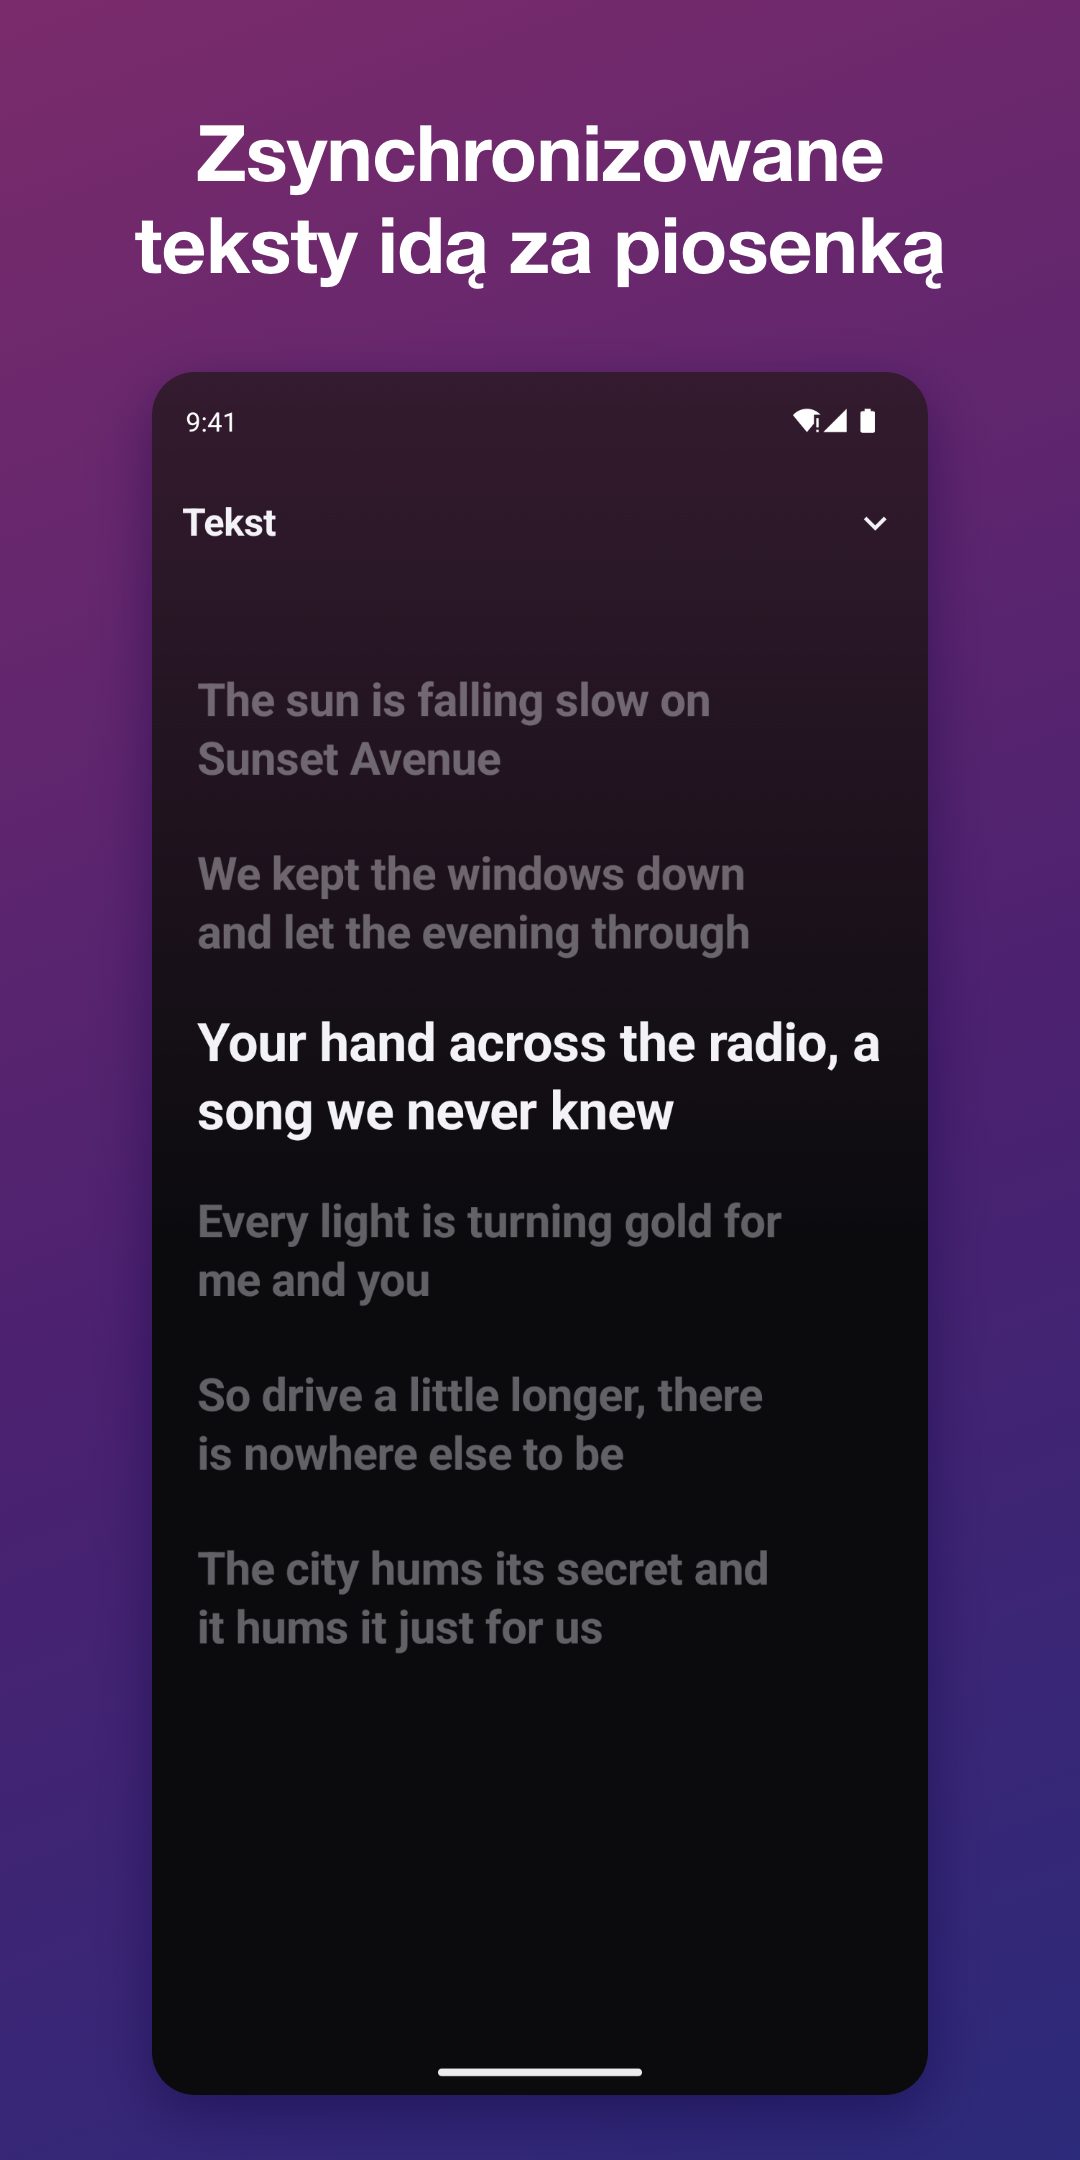 Zsynchronizowane
teksty idą za piosenką
9:41
Tekst
The sun is falling slow on
Sunset Avenue
We kept the windows down
and let the evening through
Your hand across the radio, a
song we never knew
Every light is turning gold for
me and you
So drive a little longer, there
is nowhere else to be
The city hums its secret and
it hums it just for us